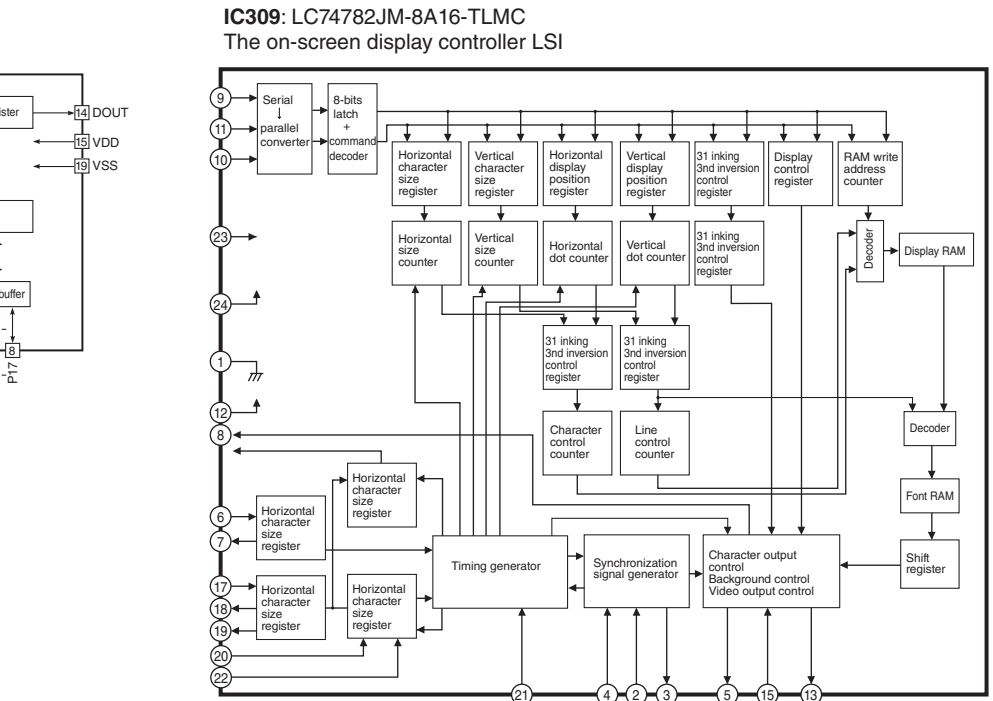 IC309: LC74782JM-8A16-TLMC
The on-screen display controller LSI
14 DOUT
15 VDD
19 VSS
buffer
8
P17
9
11
10
23
24
1
12
8
6
7
17
18
19
20
22
Serial
↓
parallel
converter
8-bits
latch
+
command
decoder
Horizontal
character
size
register
Vertical
character
size
register
Horizontal
display
position
register
Vertical
display
position
register
31 inking
3nd inversion
control
register
Display
control
register
RAM write
address
counter
Horizontal
size
counter
Vertical
size
counter
Horizontal
dot counter
Vertical
dot counter
31 inking
3nd inversion
control
register
Decoder
Display RAM
31 inking
3nd inversion
control
register
31 inking
3nd inversion
control
register
Character
control
counter
Line
control
counter
Decoder
Font RAM
Shift
register
Horizontal
character
size
register
Horizontal
character
size
register
Horizontal
character
size
register
Horizontal
character
size
register
Timing generator
Synchronization
signal generator
Character output
control
Background control
Video output control
21
4
2
3
5
15
13